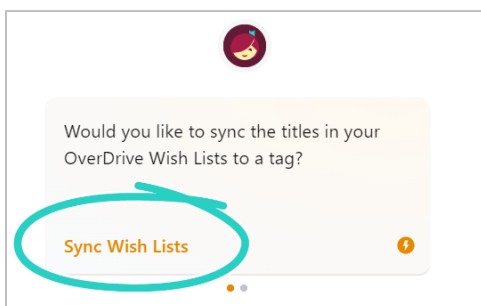 Would you like to sync the titles in your
OverDrive Wish Lists to a tag?
Sync Wish Lists